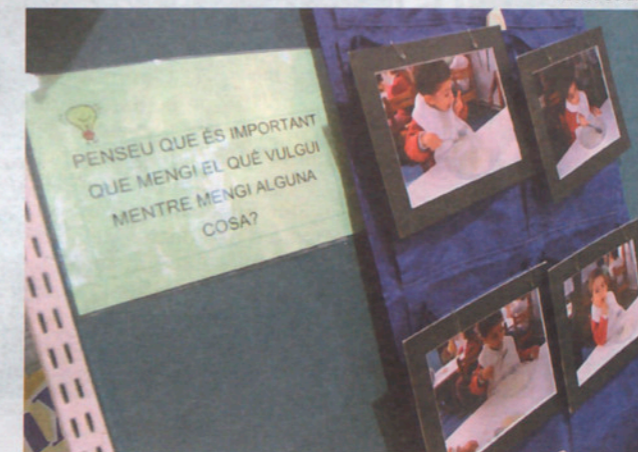 PENSEU QUE ÉS IMPORTANT
QUE MENGI EL QUÈ VULGUI
MENTRE MENGI ALGUNA
COSA?